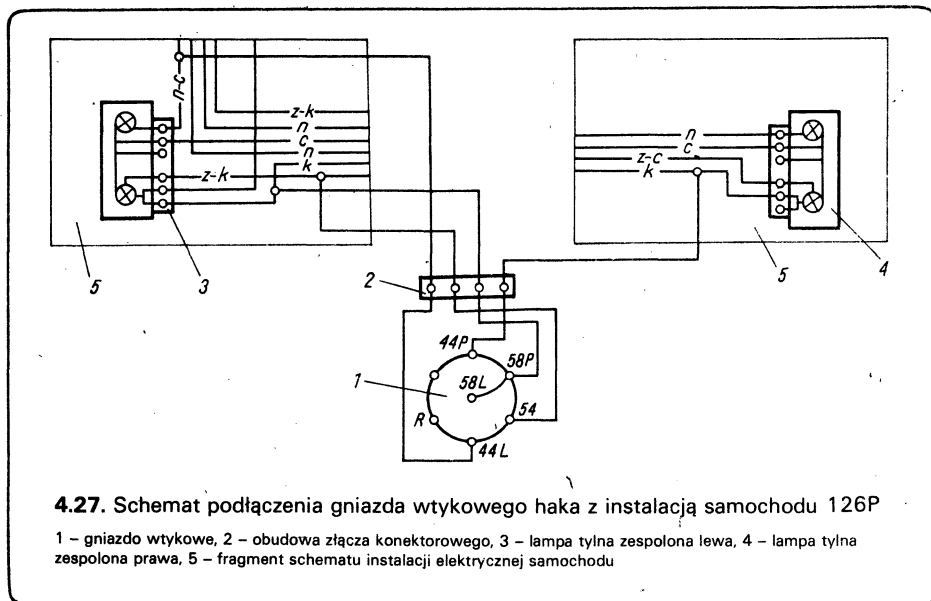 n-c
z-k
n
c
n
k
z-k
n
c
z-c
k
5
3
2
5
4
44P
58P
1
58L
54
R
44L
4.27. Schemat podłączenia gniazda wtykowego haka z instalacją samochodu 126P
1 – gniazdo wtykowe, 2 – obudowa złącza konektorowego, 3 – lampa tylna zespolona lewa, 4 – lampa tylna
zespolona prawa, 5 – fragment schematu instalacji elektrycznej samochodu